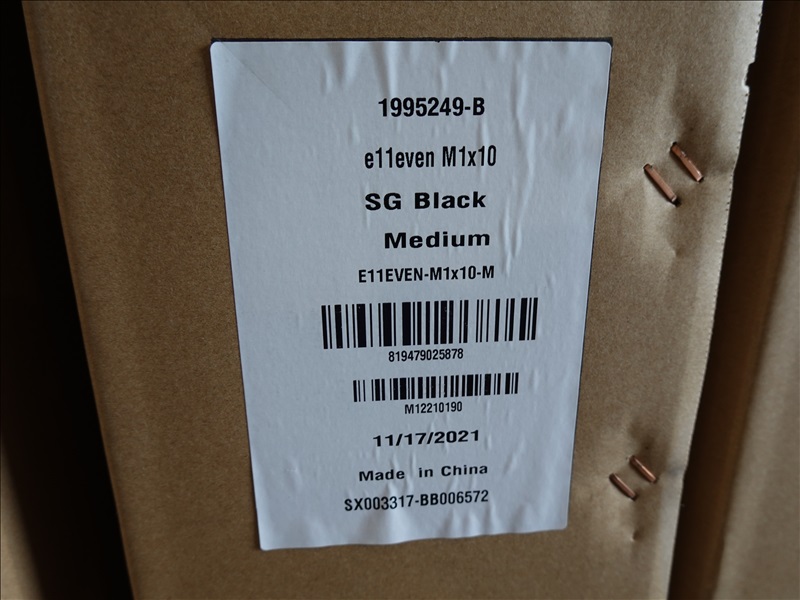 1995249-B
e11even M1x10
SG Black
Medium
E11EVEN-M1x10-M
819479025878
M12210190
11/17/2021
Made in China
SX003317-BB006572